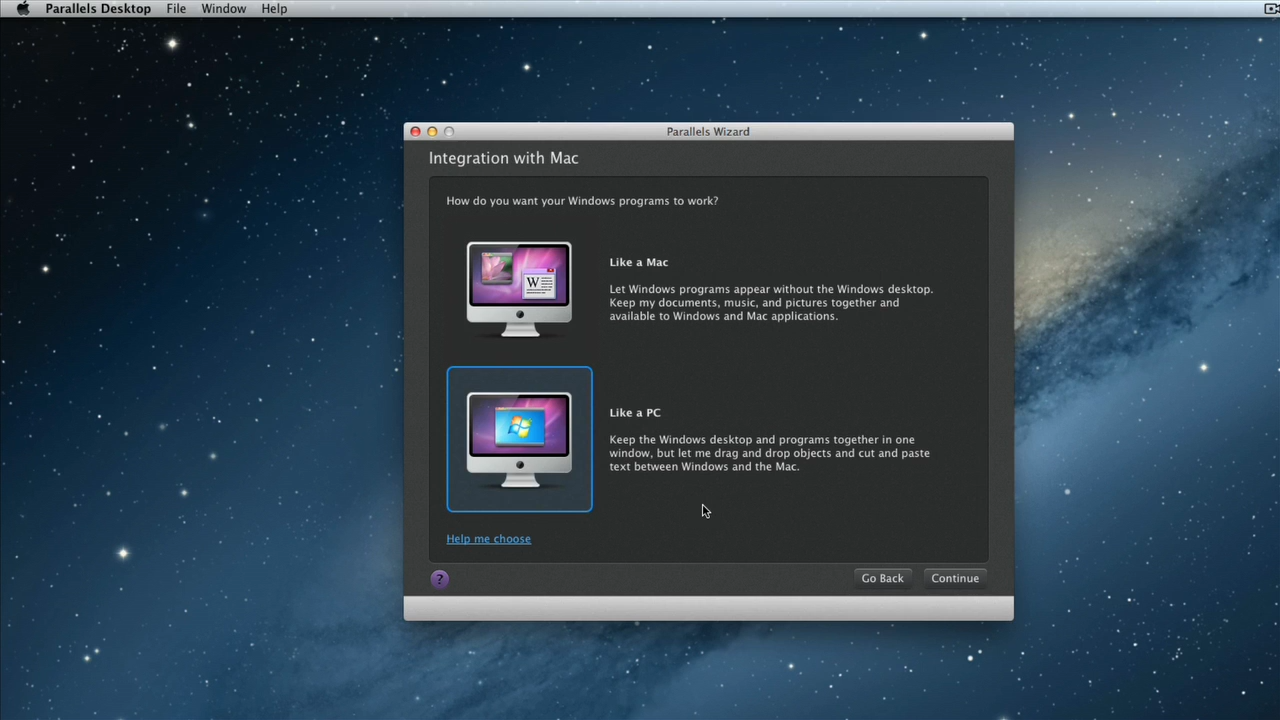 Parallels Desktop File Window Help
Parallels Wizard
Integration with Mac
How do you want your Windows programs to work?
W
Like a Mac
Let Windows programs appear without the Windows desktop.
Keep my documents, music, and pictures together and
available to Windows and Mac applications.
Like a PC
Keep the Windows desktop and programs together in one
window, but let me drag and drop objects and cut and paste
text between Windows and the Mac.
Help me choose
? Go Back Continue